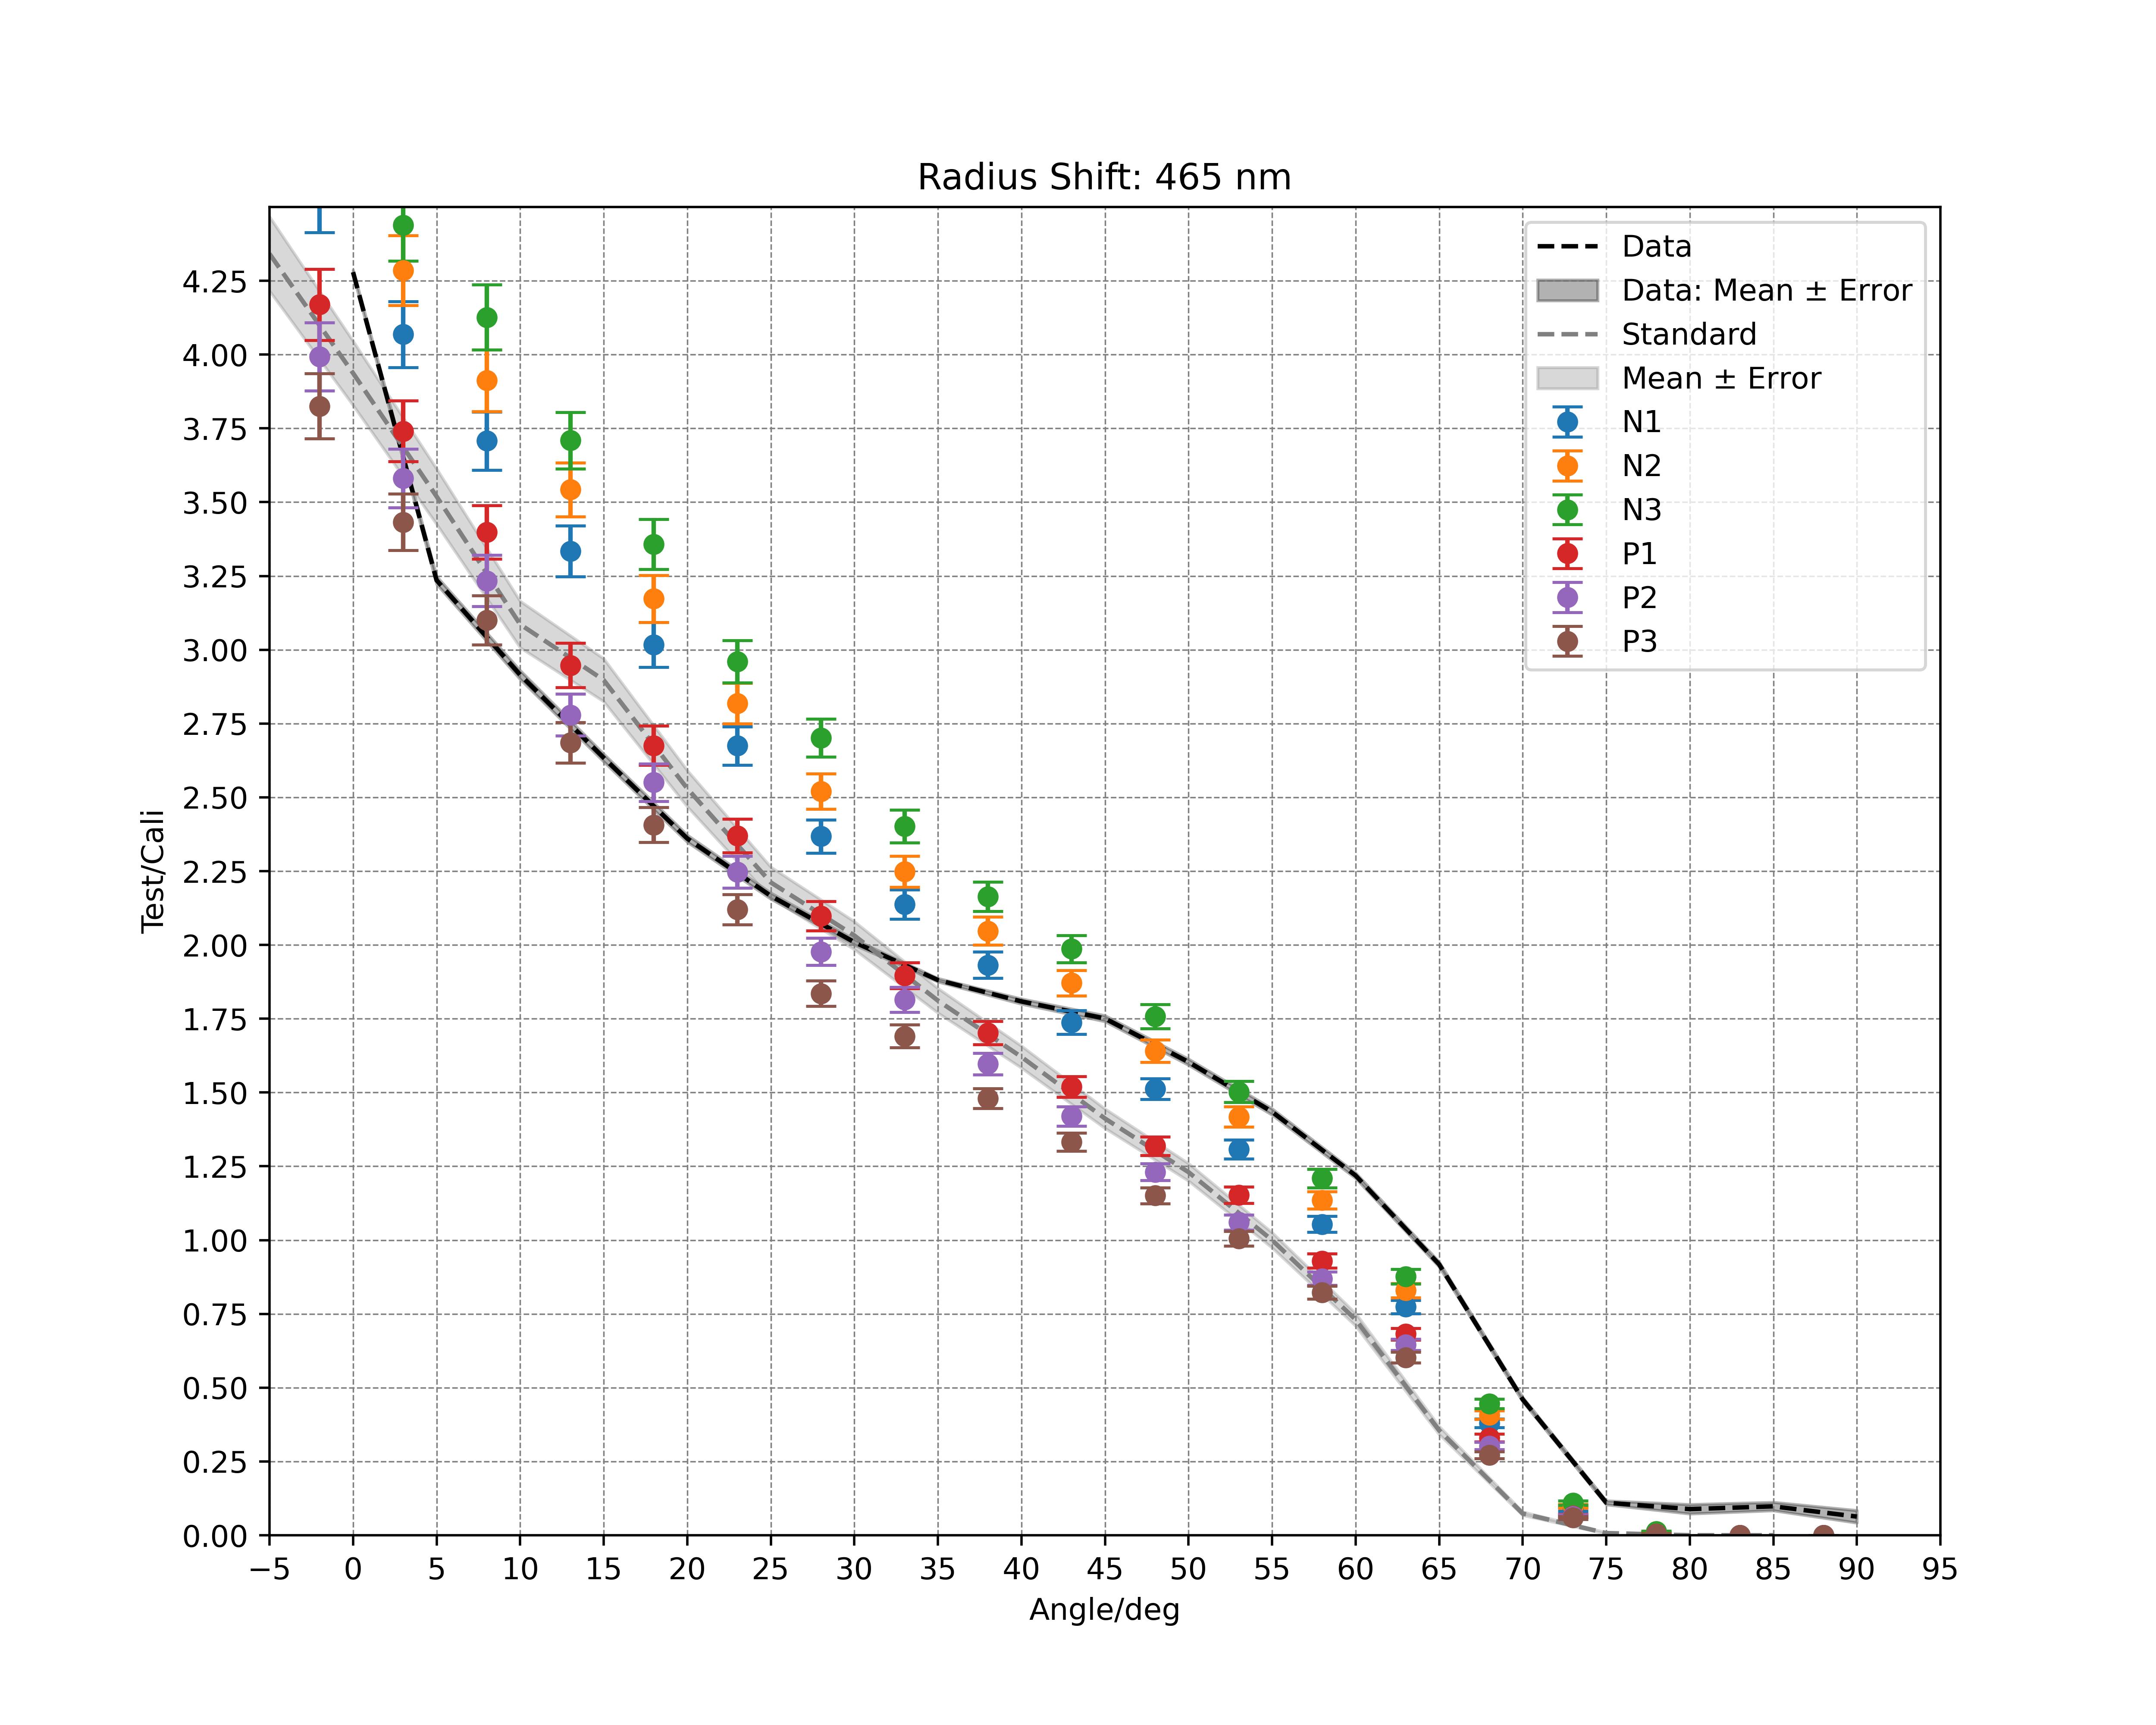 Radius Shift: 465 nm
Test/Cali
4.25
4.00
3.75
3.50
3.25
3.00
2.75
2.50
2.25
2.00
1.75
1.50
1.25
1.00
0.75
0.50
0.25
0.00
Data
Data: Mean ± Error
Standard
Mean ± Error
N1
N2
N3
P1
P2
P3
−5 0 5 10 15 20 25 30 35 40 45 50 55 60 65 70 75 80 85 90 95
Angle/deg